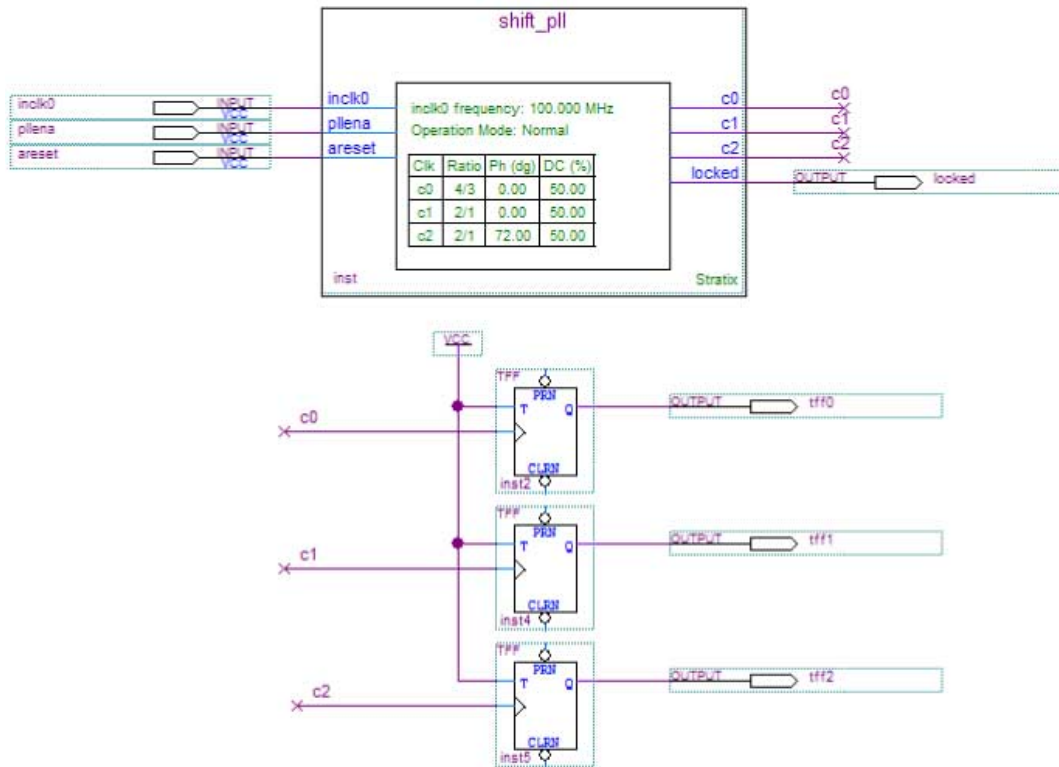 shift_pll
inclk0 INPUT VCC inclk0
pllena INPUT VCC pllena
areset INPUT VCC areset
inclk0 frequency: 100.000 MHz
Operation Mode: Normal
Clk Ratio Ph (dg) DC (%)
c0 4/3 0.00 50.00
c1 2/1 0.00 50.00
c2 2/1 72.00 50.00
c0 c0
c1 c1
c2 c2
locked OUTPUT locked
inst Stratix
VCC
TFF
PRN
T Q OUTPUT tff0
c0
CLRN
inst2
TFF
PRN
T Q OUTPUT tff1
c1
CLRN
inst4
TFF
PRN
T Q OUTPUT tff2
c2
CLRN
inst5